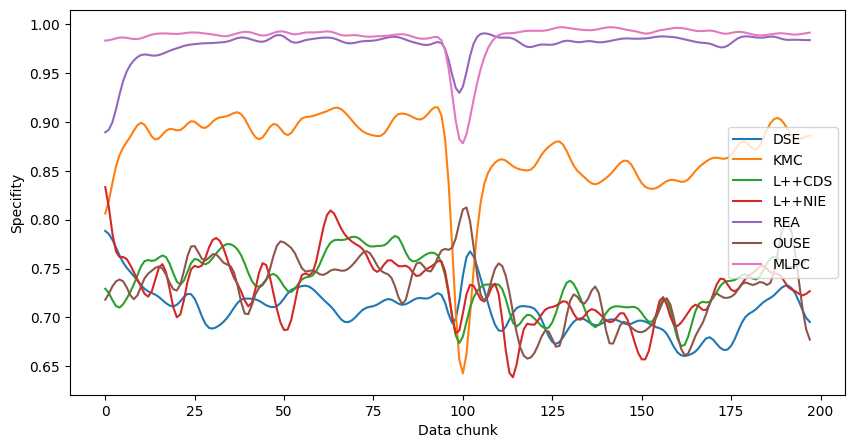 1.00
0.95
0.90
0.85
0.80
0.75
0.70
0.65
Specifity
0
25
50
75
100
125
150
175
200
Data chunk
DSE
KMC
L++CDS
L++NIE
REA
OUSE
MLPC